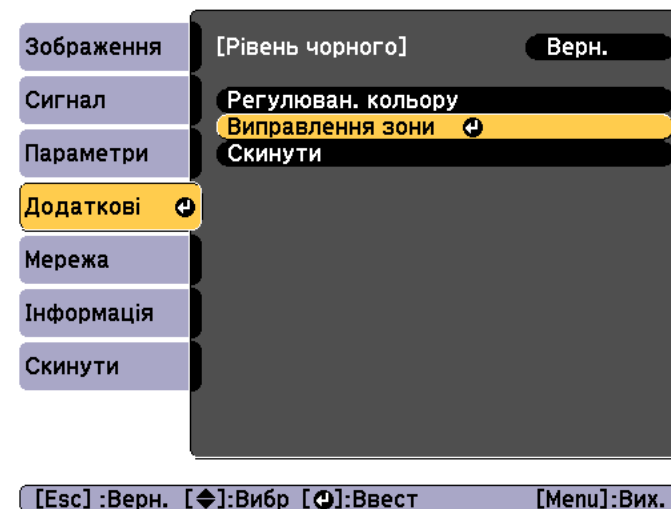 Зображення
Сигнал
Параметри
Додаткові
Мережа
Інформація
Скинути
[Рівень чорного] Верн.
Регулюван. кольору
Виправлення зони
Скинути
[Esc] :Верн. [◆]:Вибр [↵]:Ввест [Menu]:Вих.